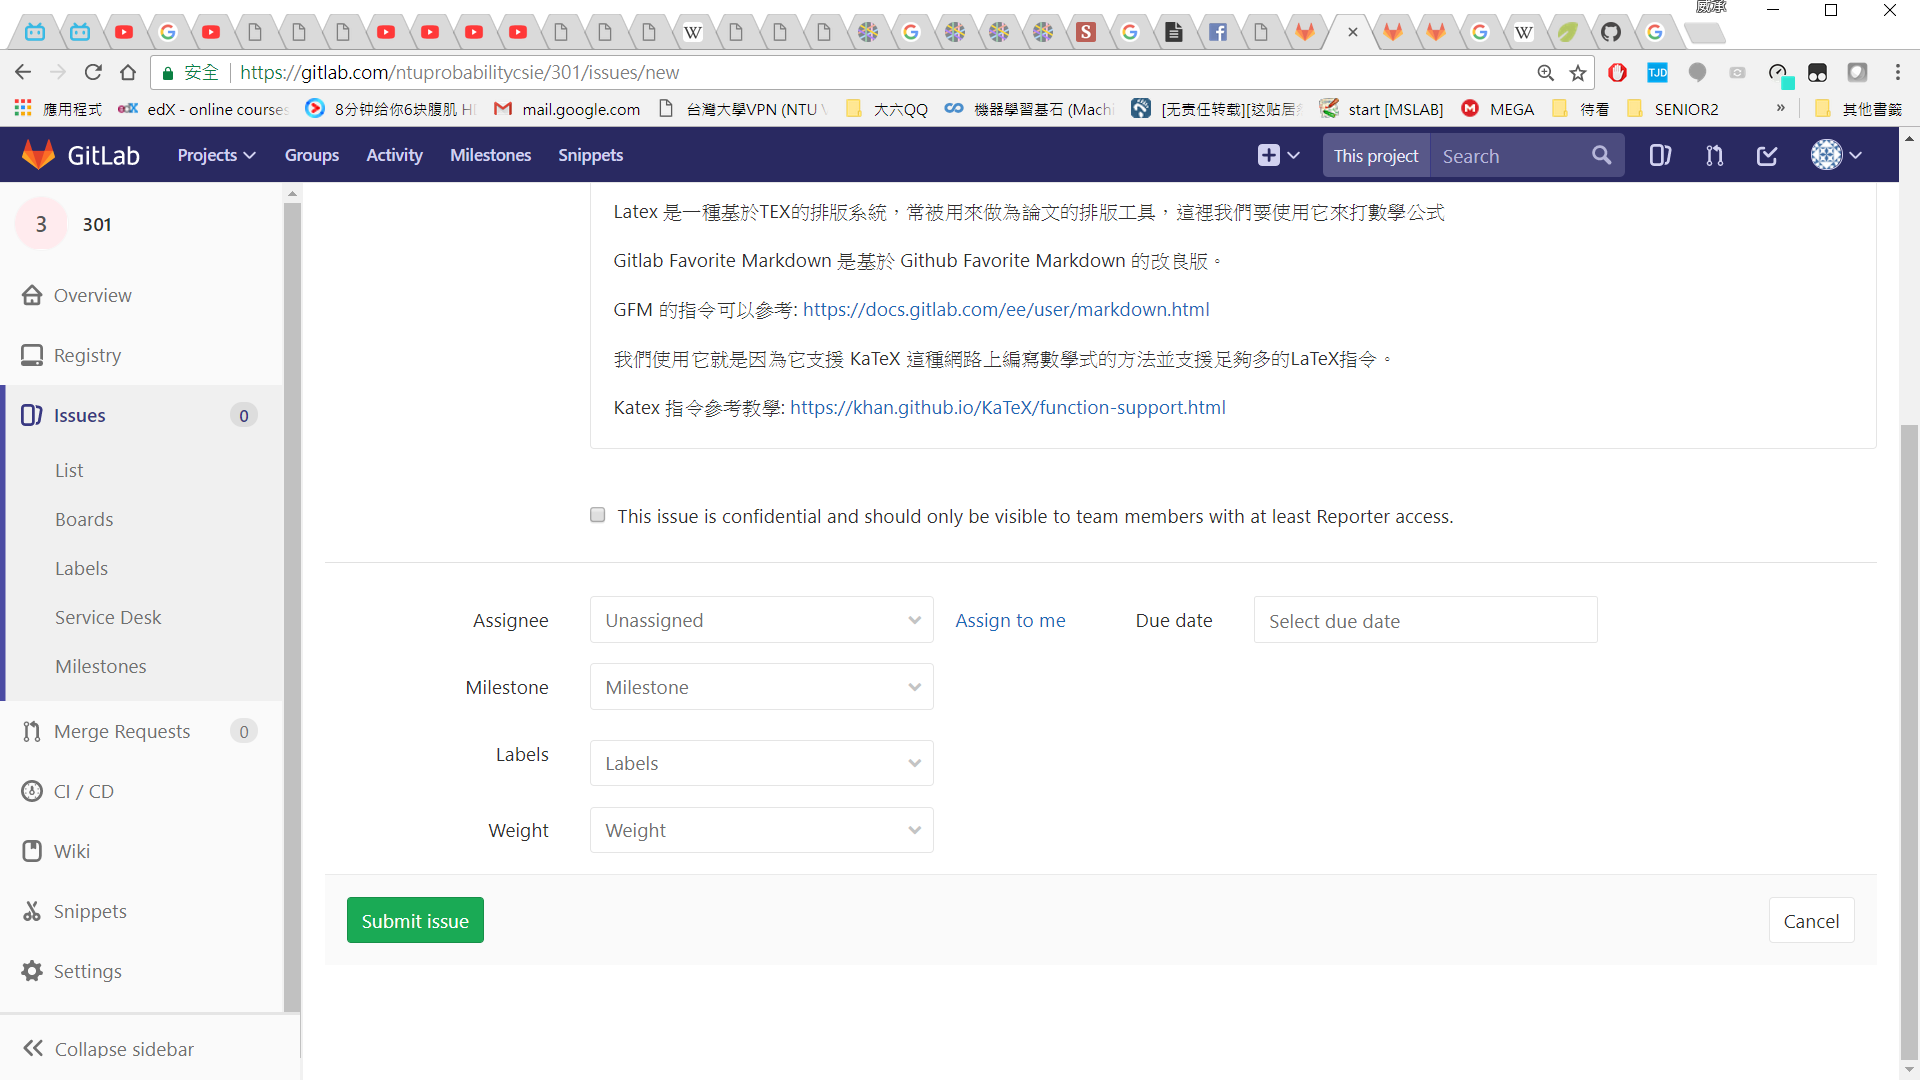 威承
安全 https://gitlab.com/ntuprobabilitycsie/301/issues/new
應用程式 edX - online courses 8分钟给你6块腹肌 HD mail.google.com 台灣大學VPN (NTU V 大六QQ 機器學習基石 (Machi [无责任转载][这贴居 start [MSLAB] MEGA 待看 SENIOR2 » 其他書籤
GitLab Projects Groups Activity Milestones Snippets This project Search
3 301
Overview
Registry
Issues 0
List
Boards
Labels
Service Desk
Milestones
Merge Requests 0
CI / CD
Wiki
Snippets
Settings
Collapse sidebar
Latex 是一種基於TEX的排版系統，常被用來做為論文的排版工具，這裡我們要使用它來打數學公式
Gitlab Favorite Markdown 是基於 Github Favorite Markdown 的改良版。
GFM 的指令可以參考: https://docs.gitlab.com/ee/user/markdown.html
我們使用它就是因為它支援 KaTeX 這種網路上編寫數學式的方法並支援足夠多的LaTeX指令。
Katex 指令參考教學: https://khan.github.io/KaTeX/function-support.html
This issue is confidential and should only be visible to team members with at least Reporter access.
Assignee Unassigned Assign to me Due date Select due date
Milestone Milestone
Labels Labels
Weight Weight
Submit issue Cancel